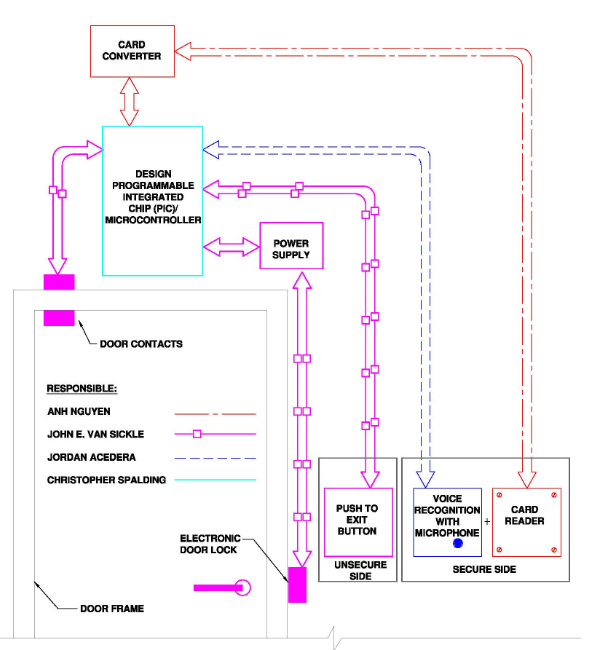 CARD
CONVERTER
DESIGN
PROGRAMMABLE
INTEGRATED
CHIP (PIC)/
MICROCONTROLLER
POWER
SUPPLY
DOOR CONTACTS
RESPONSIBLE:
ANH NGUYEN
JOHN E. VAN SICKLE
JORDAN ACEDERA
CHRISTOPHER SPALDING
PUSH TO
EXIT
BUTTON
UNSECURE
SIDE
VOICE
RECOGNITION
WITH
MICROPHONE
+
CARD
READER
SECURE SIDE
ELECTRONIC
DOOR LOCK
DOOR FRAME